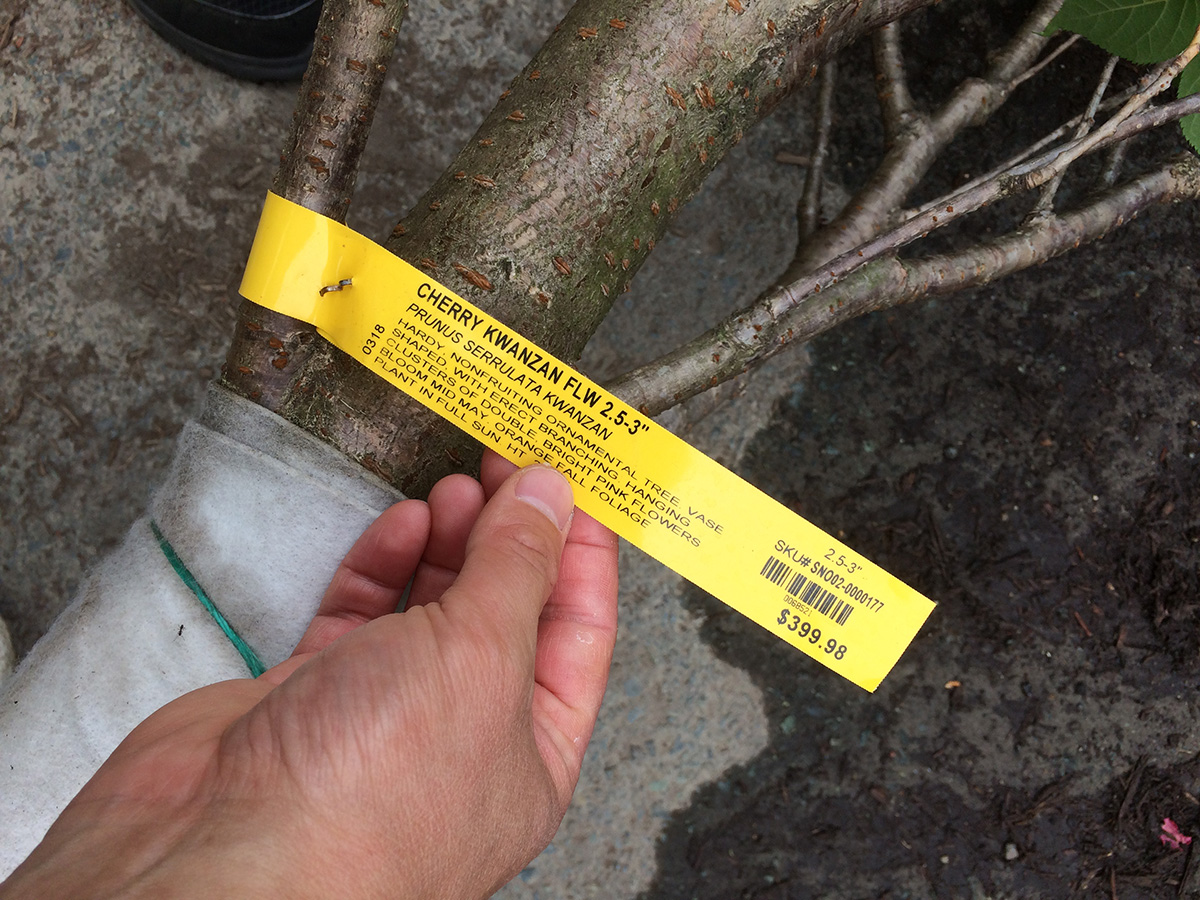 CHERRY KWANZAN FLW 2.5-3"
PRUNUS SERRULATA KWANZAN
HARDY, NONFRUITING ORNAMENTAL TREE. VASE
SHAPED, WITH ERECT BRANCHING. HANGING
CLUSTERS OF DOUBLE, BRIGHT PINK FLOWERS
BLOOM MID MAY. ORANGE FALL FOLIAGE
PLANT IN FULL SUN. HT
0318
2.5-3"
SKU# SNO02-0000177
0068521
$399.98